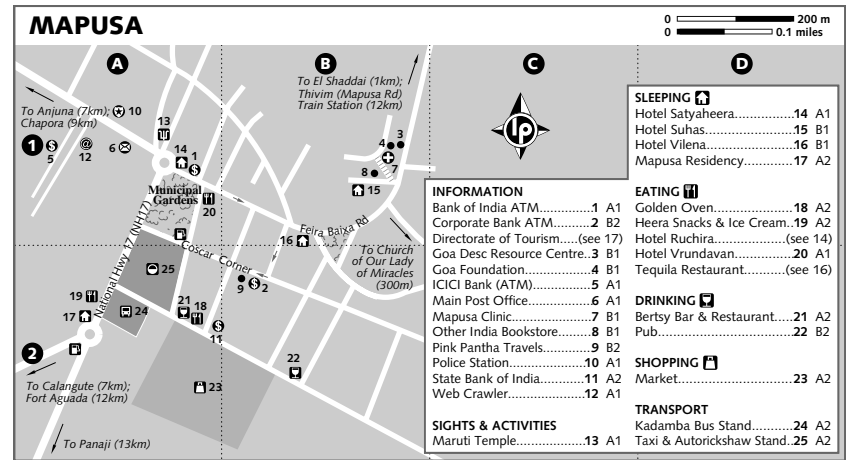 MAPUSA
0 200 m
0 0.1 miles
A B C D
To El Shaddai (1km);
Thivim (Mapusa Rd)
Train Station (12km)
To Anjuna (7km);
Chapora (9km)
10
13
1
5
12
6
14
1
4
3
7
8
15
lp
Municipal
Gardens
20
Feira Baixa Rd
16
Coscar Corner
To Church
of Our Lady
of Miracles
(300m)
National Hwy 17 (NH17)
25
9
2
19
24
21
18
17
11
2
22
23
To Calangute (7km);
Fort Aguada (12km)
To Panaji (13km)
INFORMATION
Bank of India ATM..............1 A1
Corporate Bank ATM...........2 B2
Directorate of Tourism.....(see 17)
Goa Desc Resource Centre..3 B1
Goa Foundation..................4 B1
ICICI Bank (ATM)................5 A1
Main Post Office.................6 A1
Mapusa Clinic.....................7 B1
Other India Bookstore.........8 B1
Pink Pantha Travels.............9 B2
Police Station....................10 A1
State Bank of India............11 A2
Web Crawler.....................12 A1
SIGHTS & ACTIVITIES
Maruti Temple...................13 A1
SLEEPING
Hotel Satyaheera...............14 A1
Hotel Suhas......................15 B1
Hotel Vilena......................16 B1
Mapusa Residency.............17 A2
EATING
Golden Oven.....................18 A2
Heera Snacks & Ice Cream..19 A2
Hotel Ruchira................(see 14)
Hotel Vrundavan................20 A1
Tequila Restaurant..........(see 16)
DRINKING
Bertsy Bar & Restaurant.....21 A2
Pub..................................22 B2
SHOPPING
Market..............................23 A2
TRANSPORT
Kadamba Bus Stand...........24 A2
Taxi & Autorickshaw Stand..25 A2